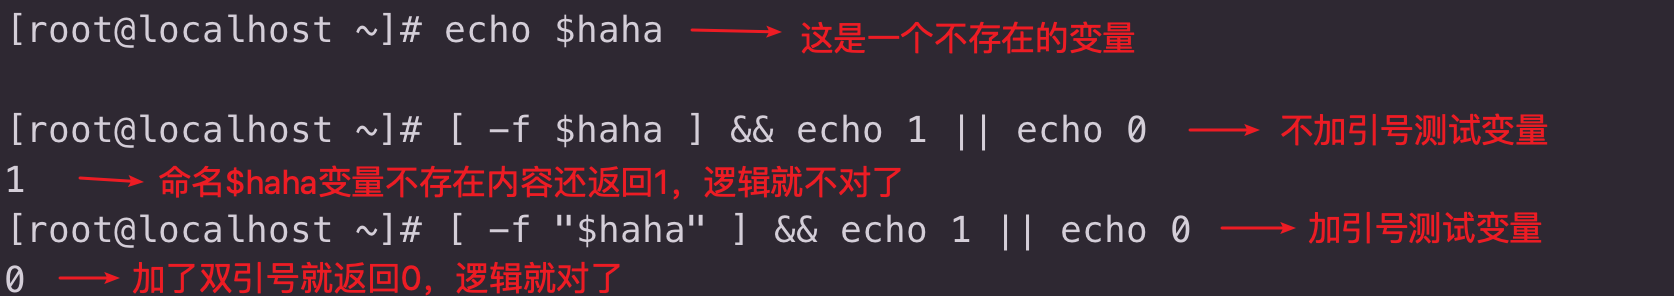 [root@localhost ~]# echo $haha 这是一个不存在的变量
[root@localhost ~]# [ -f $haha ] && echo 1 || echo 0 不加引号测试变量
1 命名$haha变量不存在内容还返回1，逻辑就不对了
[root@localhost ~]# [ -f "$haha" ] && echo 1 || echo 0 加引号测试变量
0 加了双引号就返回0，逻辑就对了